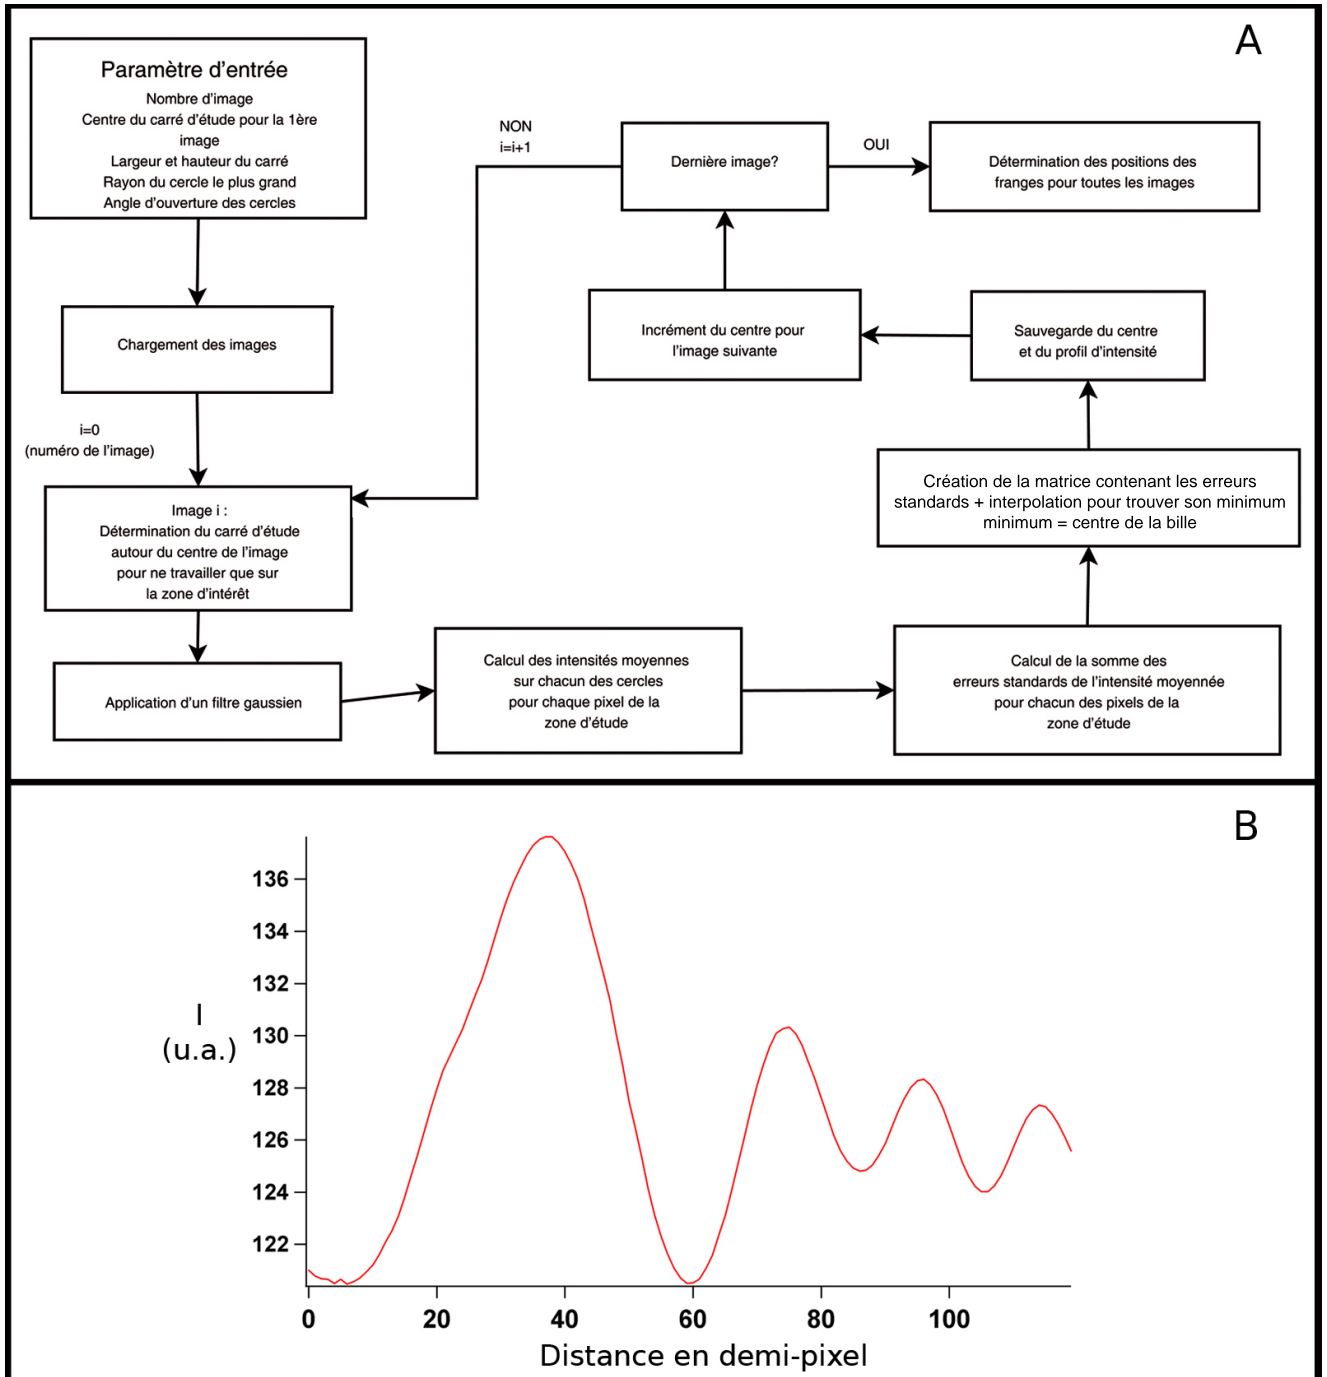 A
Paramètre d'entrée
Nombre d'image
Centre du carré d'étude pour la 1ère
image
Largeur et hauteur du carré
Rayon du cercle le plus grand
Angle d'ouverture des cercles
Chargement des images
i=0
(numéro de l'image)
Image i :
Détermination du carré d'étude
autour du centre de l'image
pour ne travailler que sur
la zone d'intérêt
Application d'un filtre gaussien
Calcul des intensités moyennes
sur chacun des cercles
pour chaque pixel de la
zone d'étude
Calcul de la somme des
erreurs standards de l'intensité moyennée
pour chacun des pixels de la
zone d'étude
Création de la matrice contenant les erreurs
standards + interpolation pour trouver son minimum
minimum = centre de la bille
Sauvegarde du centre
et du profil d'intensité
Incrément du centre pour
l'image suivante
Dernière image?
NON
i=i+1
OUI
Détermination des positions des
franges pour toutes les images
B
136
134
132
130
128
126
124
122
I
(u.a.)
0 20 40 60 80 100
Distance en demi-pixel